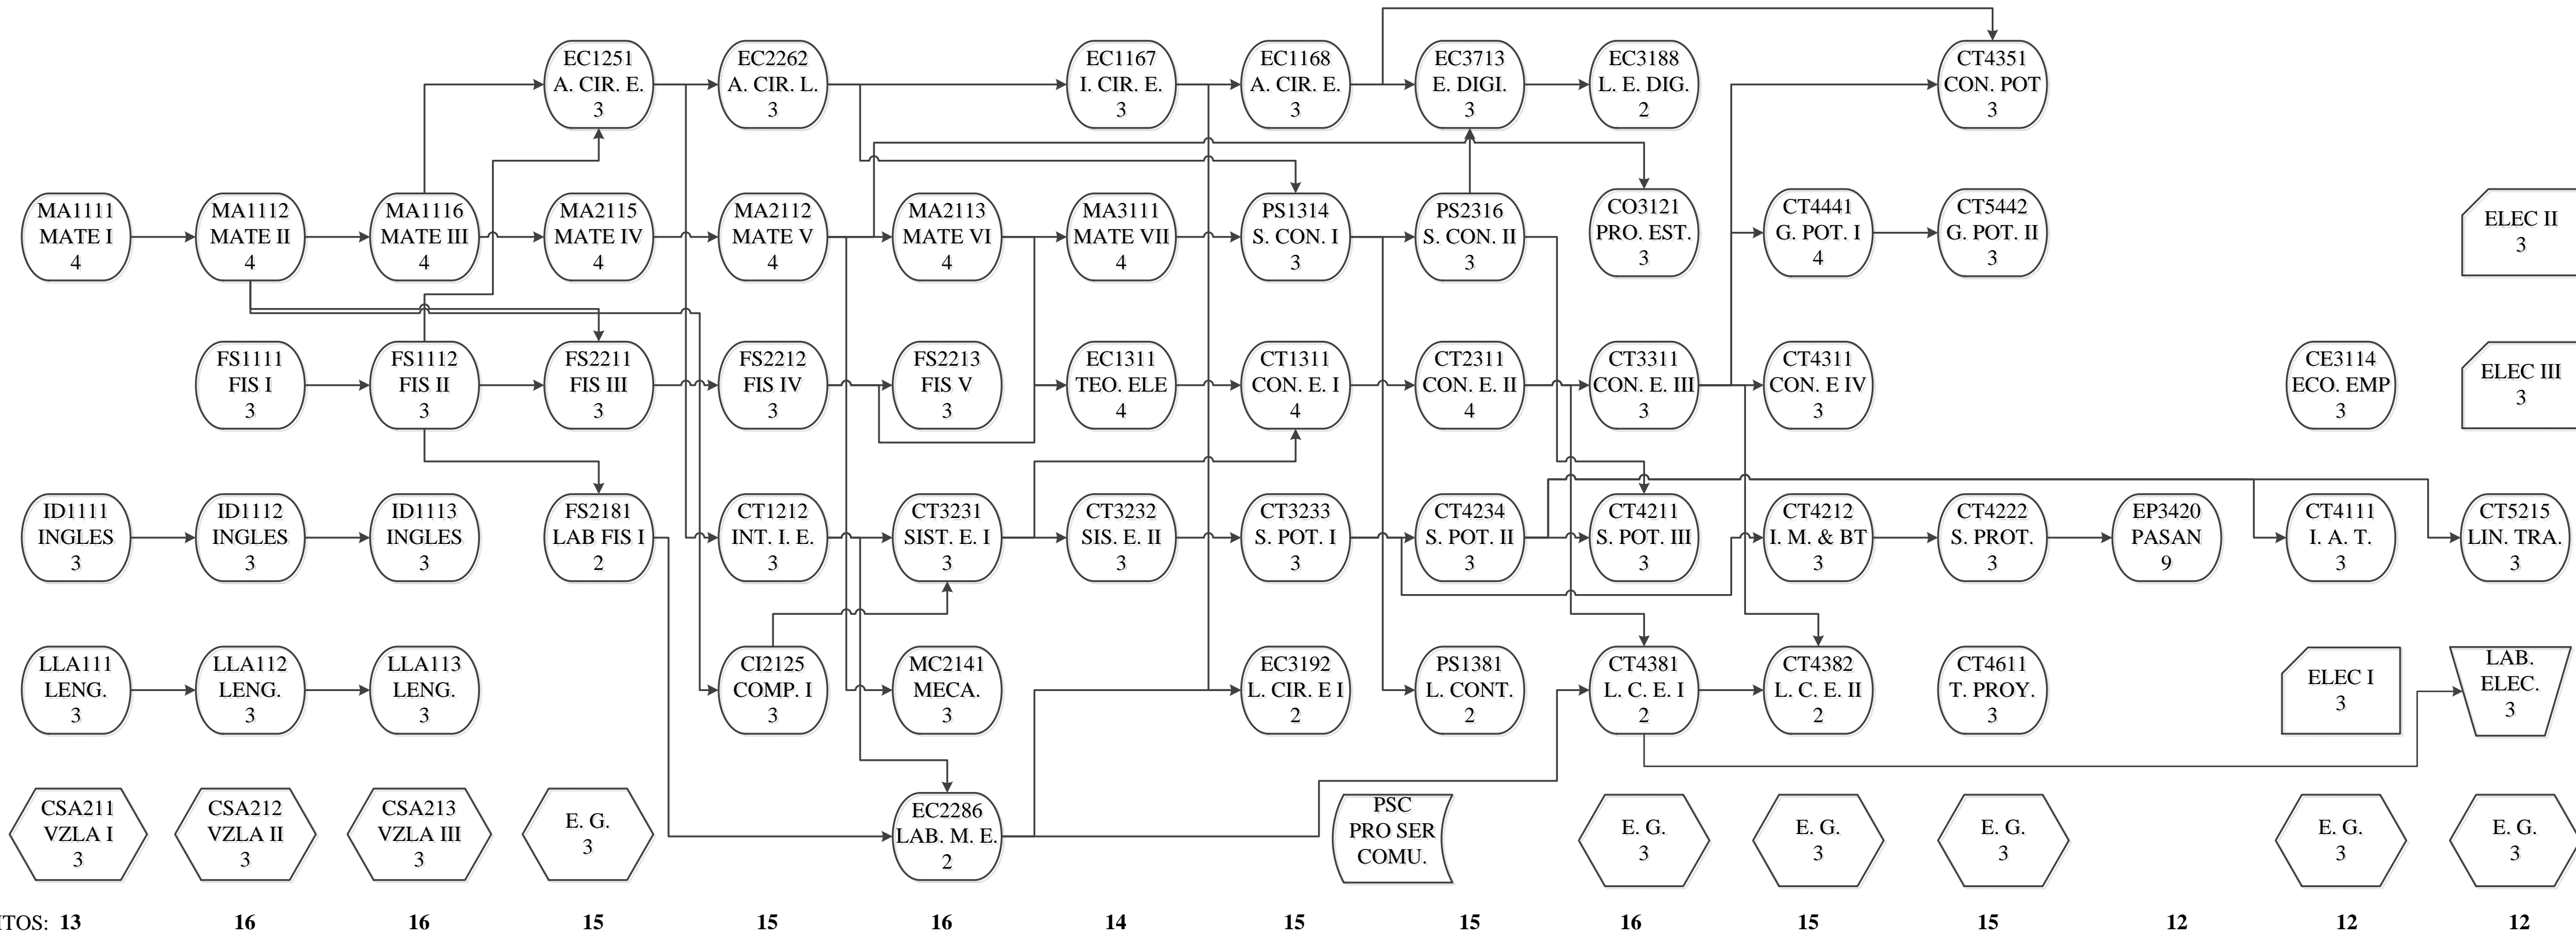 EC1251
A. CIR. E.
3
EC2262
A. CIR. L.
3
EC1167
I. CIR. E.
3
EC1168
A. CIR. E.
3
EC3713
E. DIGI.
3
EC3188
L. E. DIG.
2
CT4351
CON. POT
3
MA1111
MATE I
4
MA1112
MATE II
4
MA1116
MATE III
4
MA2115
MATE IV
4
MA2112
MATE V
4
MA2113
MATE VI
4
MA3111
MATE VII
4
PS1314
S. CON. I
3
PS2316
S. CON. II
3
CO3121
PRO. EST.
3
CT4441
G. POT. I
4
CT5442
G. POT. II
3
ELEC II
3
FS1111
FIS I
3
FS1112
FIS II
3
FS2211
FIS III
3
FS2212
FIS IV
3
FS2213
FIS V
3
EC1311
TEO. ELE
4
CT1311
CON. E. I
4
CT2311
CON. E. II
4
CT3311
CON. E. III
3
CT4311
CON. E IV
3
CE3114
ECO. EMP
3
ELEC III
3
ID1111
INGLES
3
ID1112
INGLES
3
ID1113
INGLES
3
FS2181
LAB FIS I
2
CT1212
INT. I. E.
3
CT3231
SIST. E. I
3
CT3232
SIS. E. II
3
CT3233
S. POT. I
3
CT4234
S. POT. II
3
CT4211
S. POT. III
3
CT4212
I. M. & BT
3
CT4222
S. PROT.
3
EP3420
PASAN
9
CT4111
I. A. T.
3
CT5215
LIN. TRA.
3
LLA111
LENG.
3
LLA112
LENG.
3
LLA113
LENG.
3
CI2125
COMP. I
3
MC2141
MECA.
3
EC3192
L. CIR. E I
2
PS1381
L. CONT.
2
CT4381
L. C. E. I
2
CT4382
L. C. E. II
2
CT4611
T. PROY.
3
ELEC I
3
LAB.
ELEC.
3
CSA211
VZLA I
3
CSA212
VZLA II
3
CSA213
VZLA III
3
E. G.
3
EC2286
LAB. M. E.
2
PSC
PRO SER
COMU.
E. G.
3
E. G.
3
E. G.
3
E. G.
3
E. G.
3
ITOS: 13 16 16 15 15 16 14 15 15 16 15 15 12 12 12